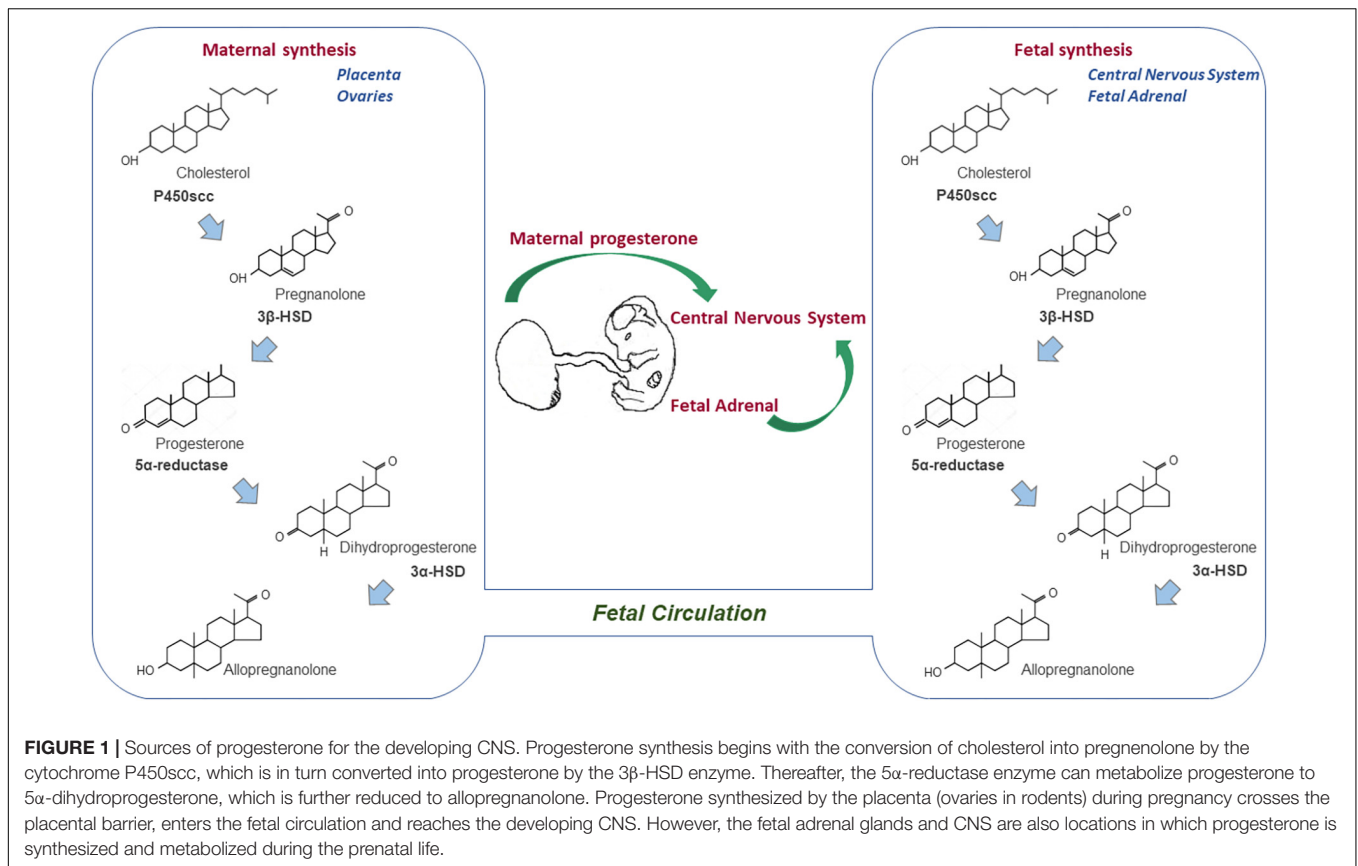 Maternal synthesis
Placenta
Ovaries
OH
Cholesterol
P450scc
O
OH
Pregnanolone
3β-HSD
O
Progesterone
5α-reductase
O
O
H
Dihydroprogesterone
3α-HSD
O
HO
Allopregnanolone
Maternal progesterone
Central Nervous System
Fetal Adrenal
Fetal Circulation
Fetal synthesis
Central Nervous System
Fetal Adrenal
OH
Cholesterol
P450scc
O
OH
Pregnanolone
3β-HSD
O
Progesterone
5α-reductase
O
O
H
Dihydroprogesterone
3α-HSD
O
HO
Allopregnanolone
FIGURE 1 | Sources of progesterone for the developing CNS. Progesterone synthesis begins with the conversion of cholesterol into pregnenolone by the
cytochrome P450scc, which is in turn converted into progesterone by the 3β-HSD enzyme. Thereafter, the 5α-reductase enzyme can metabolize progesterone to
5α-dihydroprogesterone, which is further reduced to allopregnanolone. Progesterone synthesized by the placenta (ovaries in rodents) during pregnancy crosses the
placental barrier, enters the fetal circulation and reaches the developing CNS. However, the fetal adrenal glands and CNS are also locations in which progesterone is
synthesized and metabolized during the prenatal life.